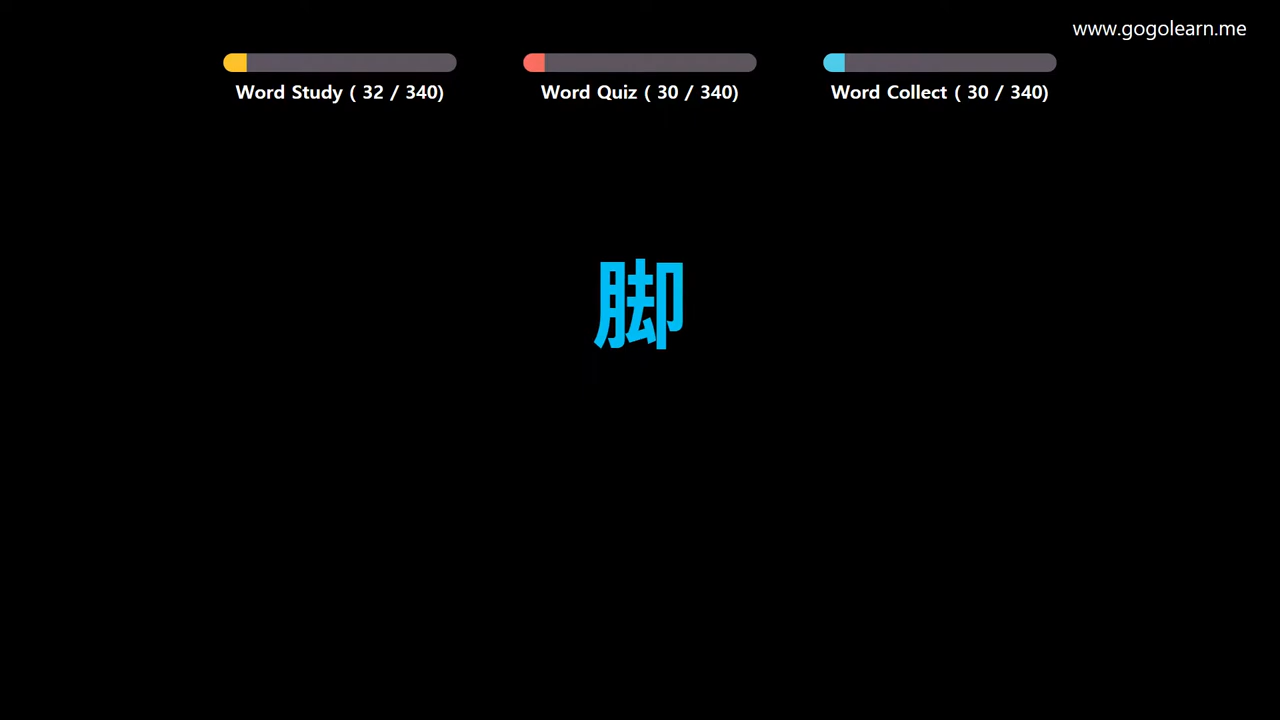 www.gogolearn.me
Word Study ( 32 / 340)
Word Quiz ( 30 / 340)
Word Collect ( 30 / 340)
脚